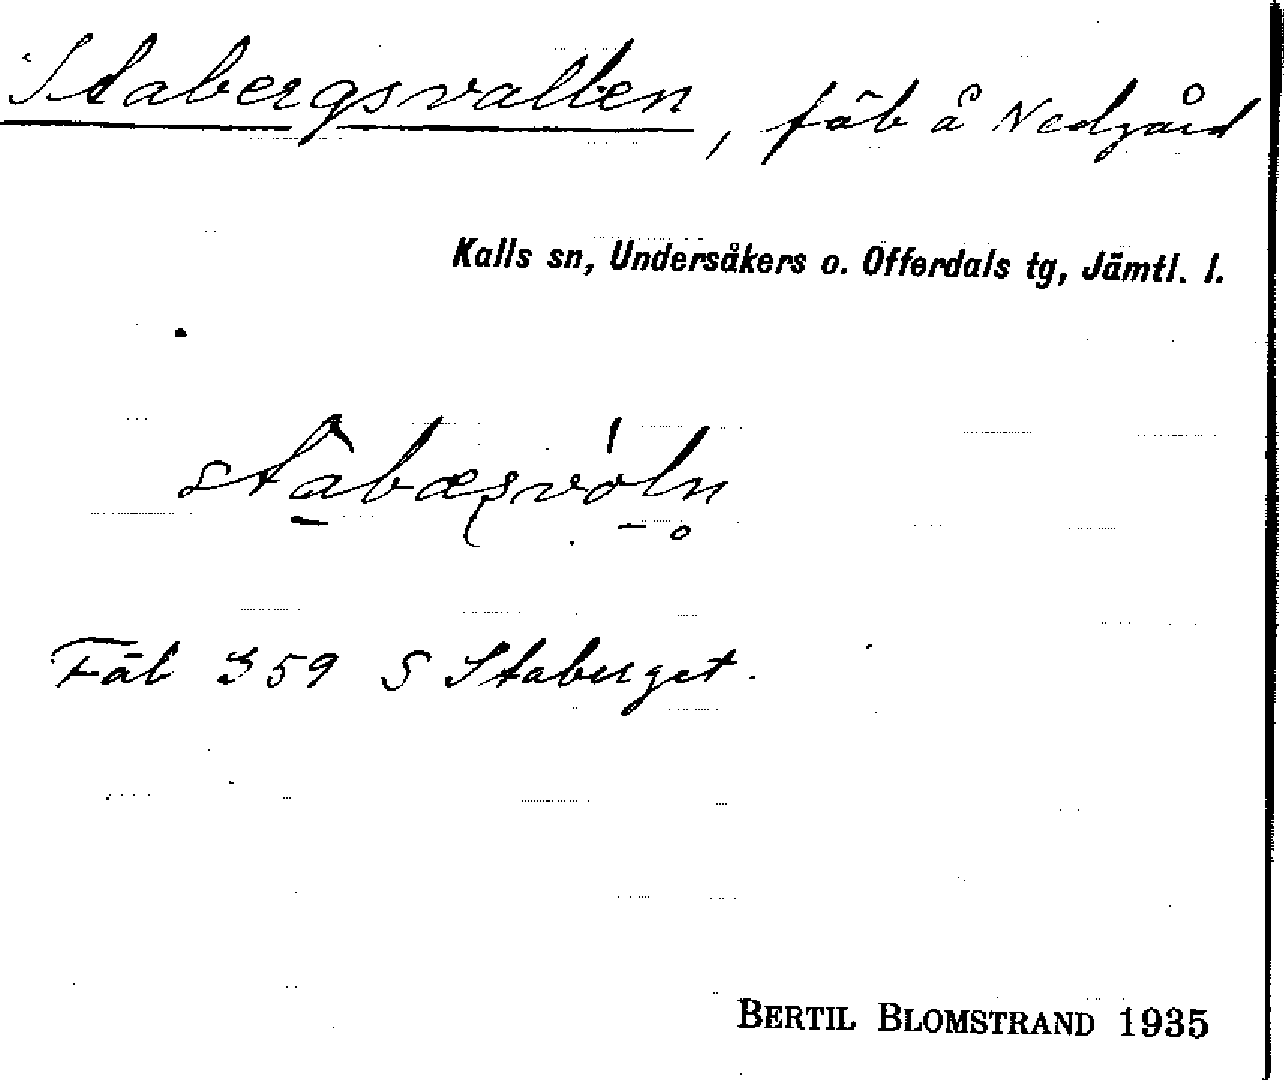 Stabergsvallen, fäb å Nedgård
Kalls sn, Undersåkers o. Offerdals tg, Jämtl. l.
Fäb 359 S Staberget.
BERTIL BLOMSTRAND 1935